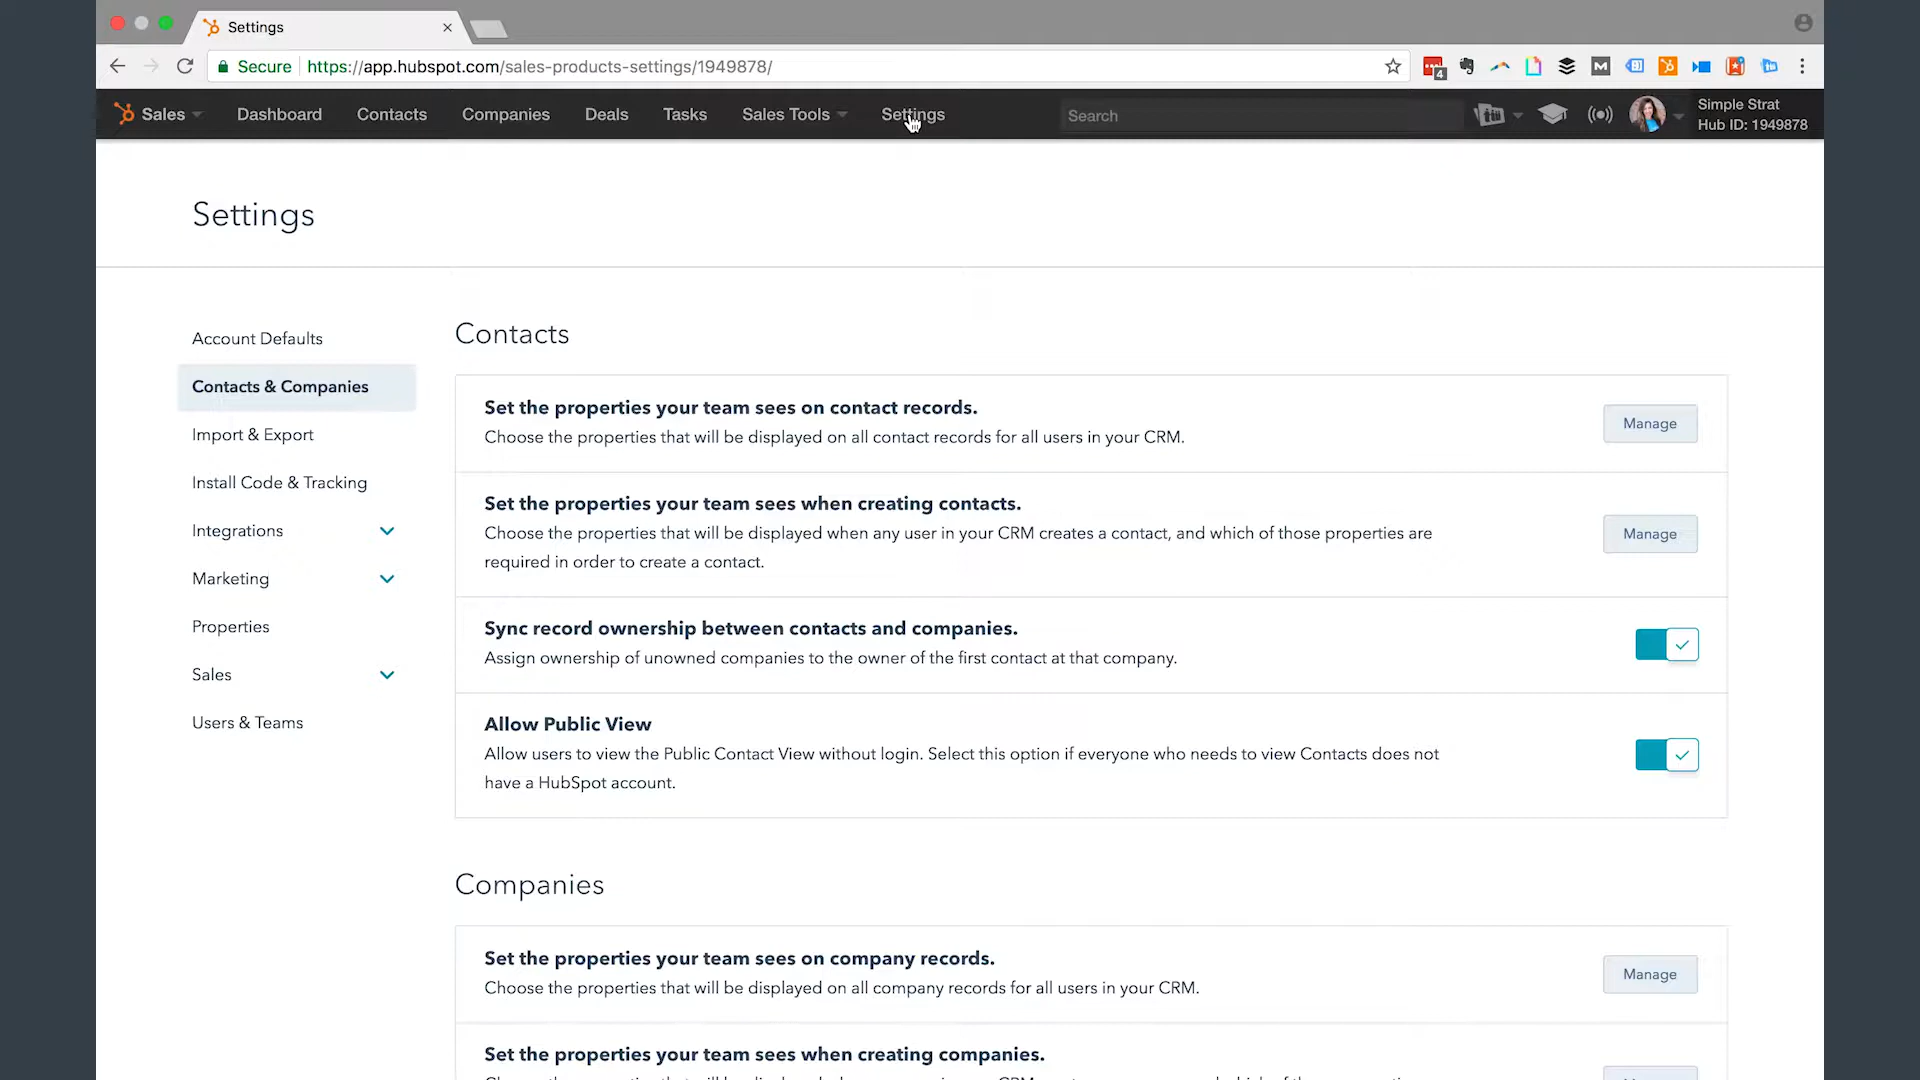 Settings
Secure
https://app.hubspot.com/sales-products-settings/1949878/
4
Sales
Dashboard
Contacts
Companies
Deals
Tasks
Sales Tools
Settings
Search
Simple Strat
Hub ID: 1949878
Settings
Account Defaults
Contacts & Companies
Import & Export
Install Code & Tracking
Integrations
Marketing
Properties
Sales
Users & Teams
Contacts
Set the properties your team sees on contact records.
Choose the properties that will be displayed on all contact records for all users in your CRM.
Manage
Set the properties your team sees when creating contacts.
Choose the properties that will be displayed when any user in your CRM creates a contact, and which of those properties are
required in order to create a contact.
Manage
Sync record ownership between contacts and companies.
Assign ownership of unowned companies to the owner of the first contact at that company.
Allow Public View
Allow users to view the Public Contact View without login. Select this option if everyone who needs to view Contacts does not
have a HubSpot account.
Companies
Set the properties your team sees on company records.
Choose the properties that will be displayed on all company records for all users in your CRM.
Manage
Set the properties your team sees when creating companies.